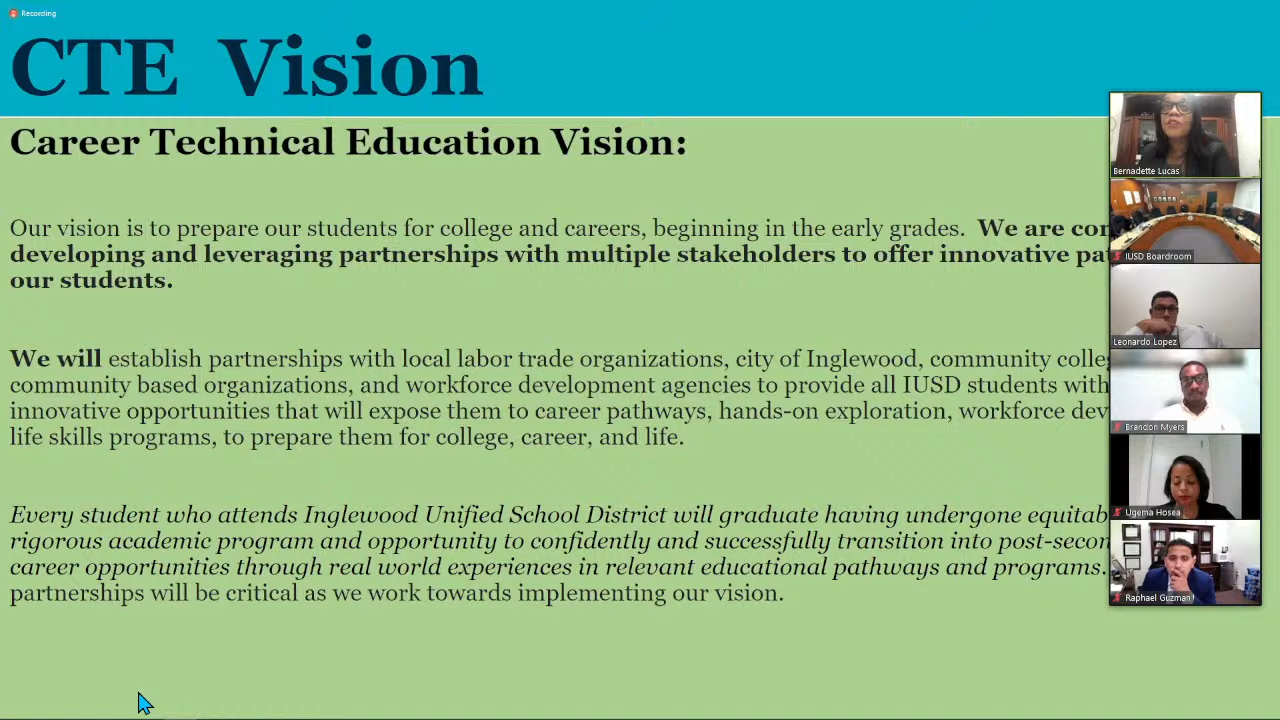 Recording
CTE Vision
Career Technical Education Vision:
Our vision is to prepare our students for college and careers, beginning in the early grades. We are
developing and leveraging partnerships with multiple stakeholders to offer innovative
our students.
We will establish partnerships with local labor trade organizations, city of Inglewood, community
community based organizations, and workforce development agencies to provide all IUSD students with
innovative opportunities that will expose them to career pathways, hands-on exploration, workforce
life skills programs, to prepare them for college, career, and life.
Every student who attends Inglewood Unified School District will graduate having undergone
rigorous academic program and opportunity to confidently and successfully transition into
career opportunities through real world experiences in relevant educational pathways and programs.
partnerships will be critical as we work towards implementing our vision.
Bernadette Lucas
IUSD Boardroom
Leonardo Lopez
Brandon Myers
Ugema Hosea
Raphael Guzman